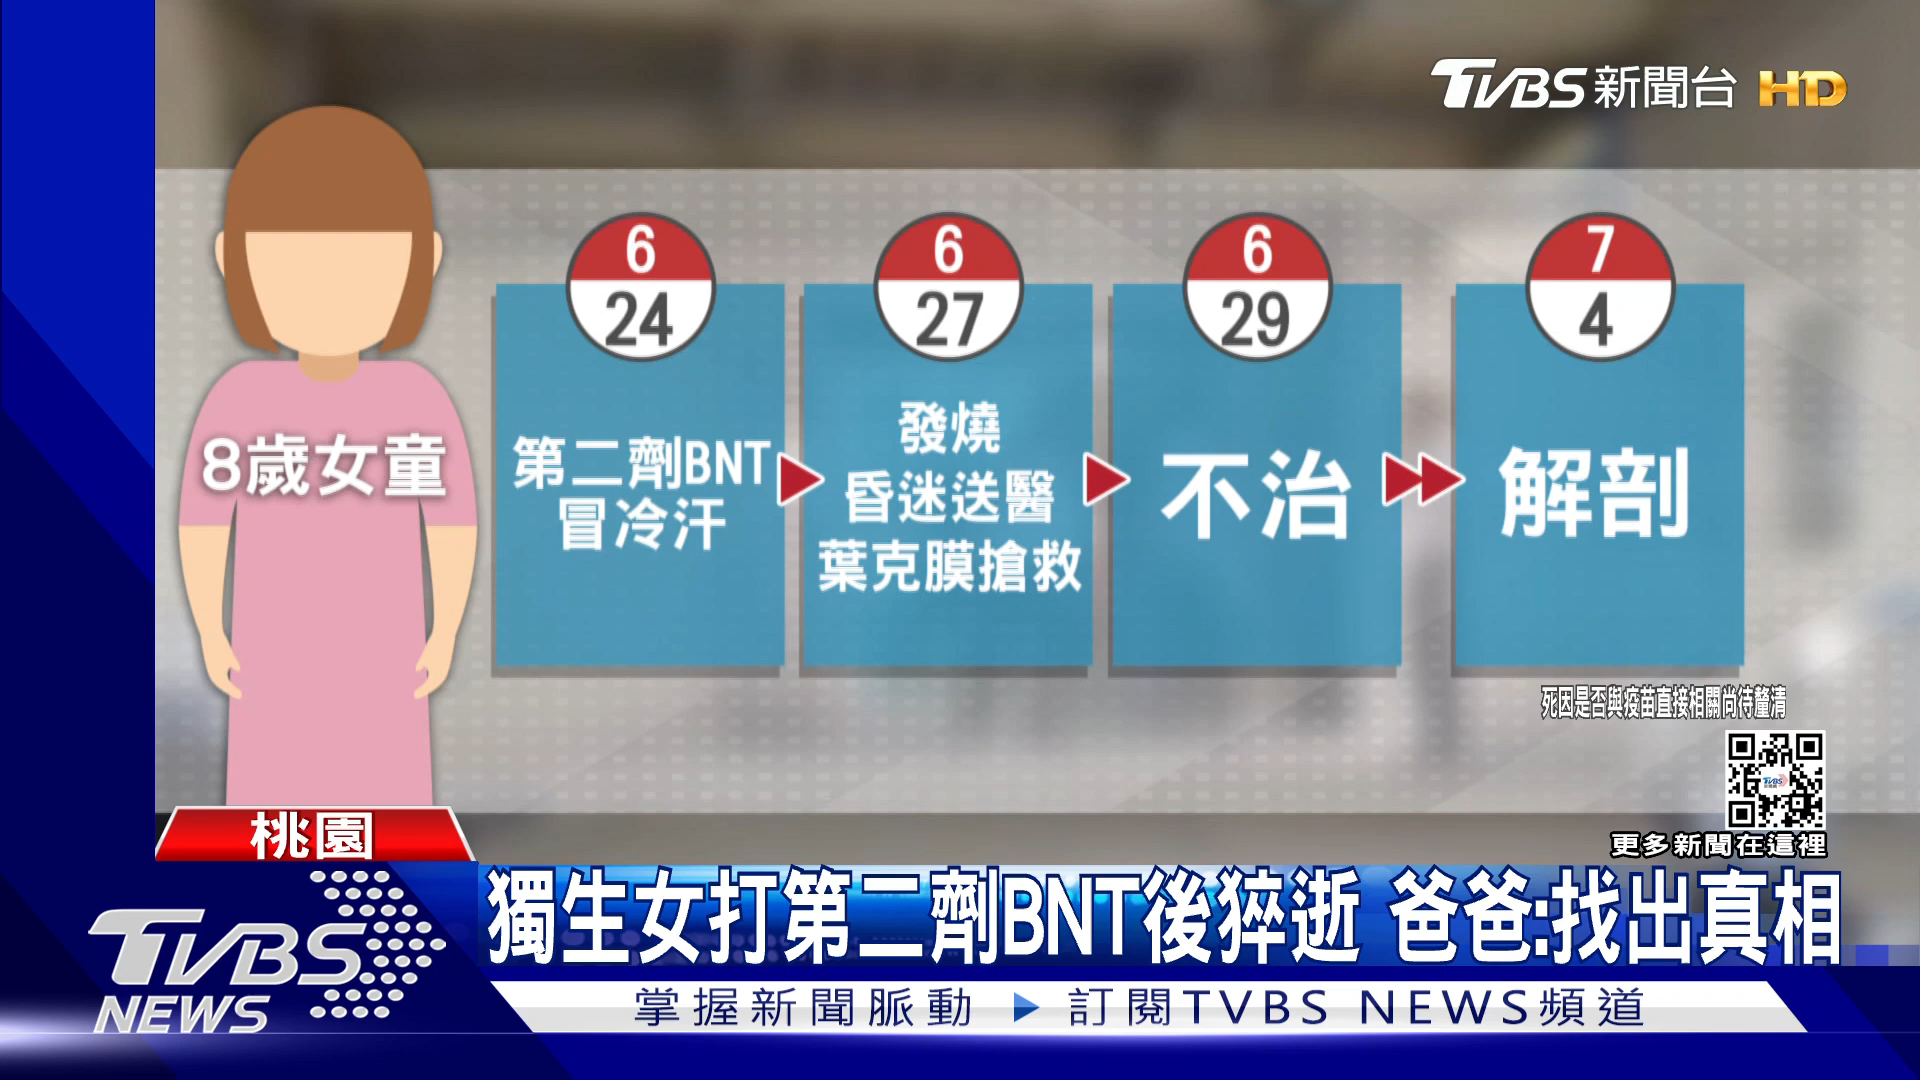 TVBS新聞台 HD
6
24
6
27
6
29
7
4
8歲女童
第二劑BNT
冒冷汗
發燒
昏迷送醫
葉克膜搶救
不治
解剖
死因是否與疫苗直接相關尚待釐清
TVBS
更多新聞在這裡
桃園
獨生女打第二劑BNT後猝逝 爸爸:找出真相
TVBS
NEWS
掌握新聞脈動 ▶ 訂閱TVBS NEWS頻道